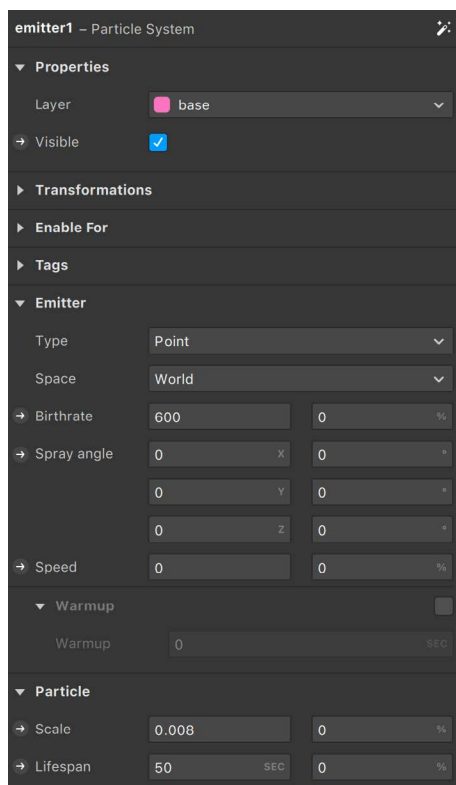 emitter1 – Particle System
Properties
Layer base
Visible
Transformations
Enable For
Tags
Emitter
Type Point
Space World
Birthrate 600 0 %
Spray angle 0 X 0 °
0 Y 0 °
0 Z 0 °
Speed 0 0 %
Warmup
Warmup 0 SEC
Particle
Scale 0.008 0 %
Lifespan 50 SEC 0 %